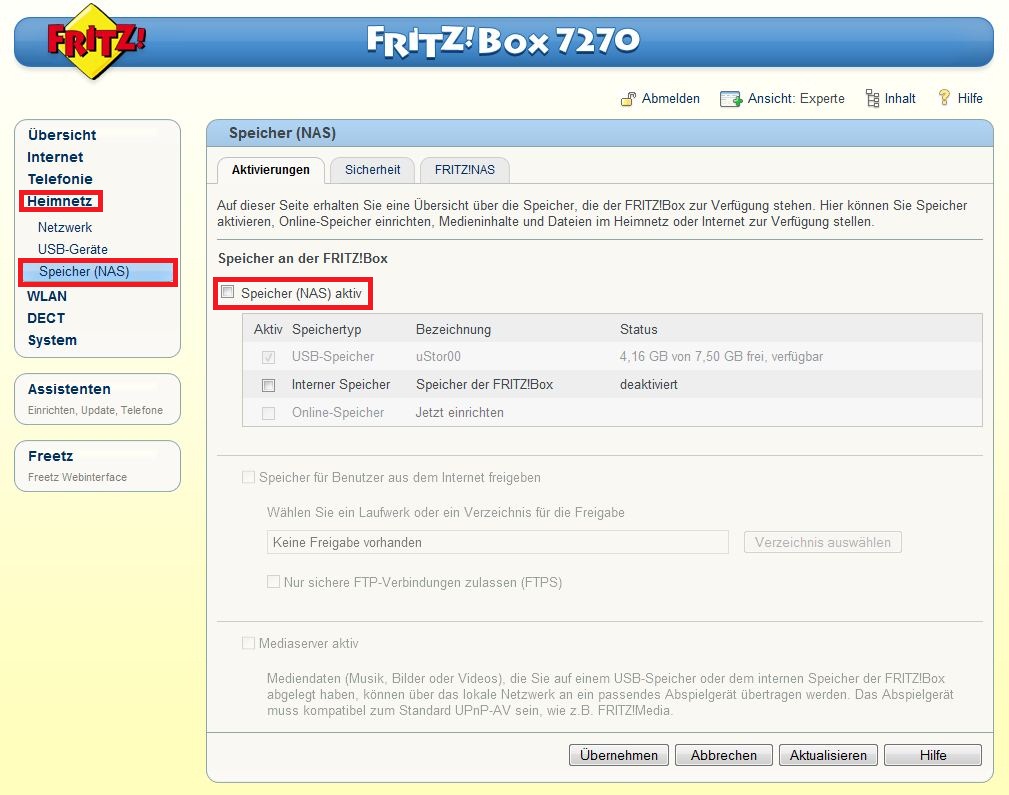 FRITZ!
FRITZ!Box 7270
Abmelden
Ansicht: Experte
Inhalt
Hilfe
Übersicht
Internet
Telefonie
Heimnetz
Netzwerk
USB-Geräte
Speicher (NAS)
WLAN
DECT
System
Assistenten
Einrichten, Update, Telefone
Freetz
Freetz Webinterface
Speicher (NAS)
Aktivierungen Sicherheit FRITZ!NAS
Auf dieser Seite erhalten Sie eine Übersicht über die Speicher, die der FRITZ!Box zur Verfügung stehen. Hier können Sie Speicher
aktivieren, Online-Speicher einrichten, Medieninhalte und Dateien im Heimnetz oder Internet zur Verfügung stellen.
Speicher an der FRITZ!Box
Speicher (NAS) aktiv
Aktiv Speichertyp Bezeichnung Status
USB-Speicher uStor00 4,16 GB von 7,50 GB frei, verfügbar
Interner Speicher Speicher der FRITZ!Box deaktiviert
Online-Speicher Jetzt einrichten
Speicher für Benutzer aus dem Internet freigeben
Wählen Sie ein Laufwerk oder ein Verzeichnis für die Freigabe
Keine Freigabe vorhanden Verzeichnis auswählen
Nur sichere FTP-Verbindungen zulassen (FTPS)
Mediaserver aktiv
Mediendaten (Musik, Bilder oder Videos), die Sie auf einem USB-Speicher oder dem internen Speicher der FRITZ!Box
abgelegt haben, können über das lokale Netzwerk an ein passendes Abspielgerät übertragen werden. Das Abspielgerät
muss kompatibel zum Standard UPnP-AV sein, wie z.B. FRITZ!Media.
Übernehmen Abbrechen Aktualisieren Hilfe